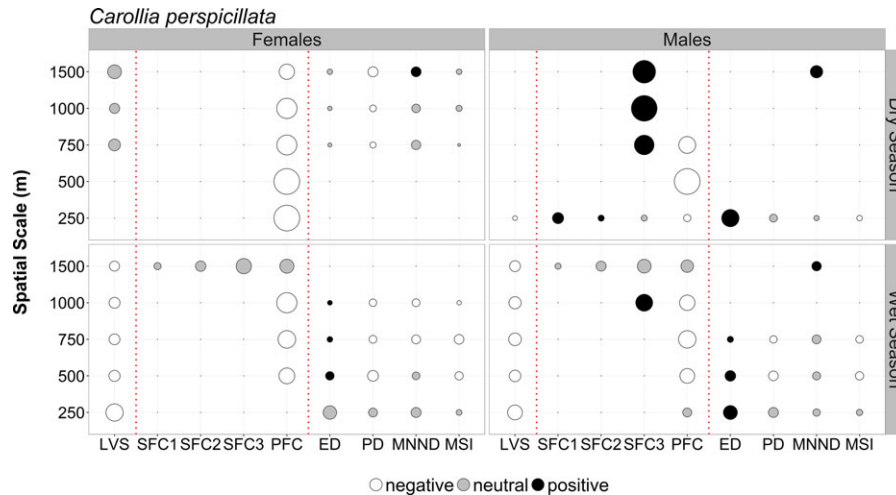 Carollia perspicillata
Females Males
Dry Season
1500
1000
750
500
250
Spatial Scale (m)
Wet Season
1500
1000
750
500
250
LVS SFC1 SFC2 SFC3 PFC ED PD MNND MSI LVS SFC1 SFC2 SFC3 PFC ED PD MNND MSI
negative neutral positive